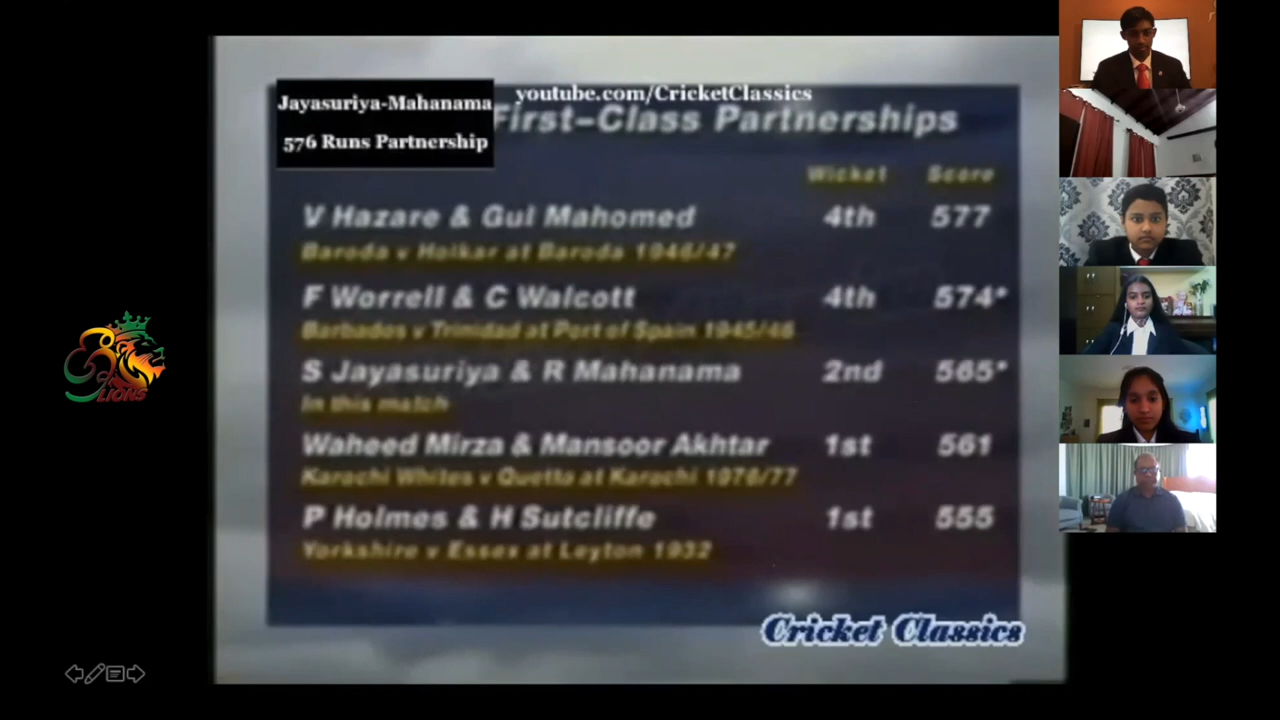 Jayasuriya-Mahanama
576 Runs Partnership
youtube.com/CricketClassics
First-Class Partnerships
Wicket Score
V Hazare & Gul Mahomed 4th 577
Baroda v Holkar at Baroda 1946/47
F Worrell & C Walcott 4th 574*
Barbados v Trinidad at Port of Spain 1945/46
S Jayasuriya & R Mahanama 2nd 565*
In this match
Waheed Mirza & Mansoor Akhtar 1st 561
Karachi Whites v Quetta at Karachi 1976/77
P Holmes & H Sutcliffe 1st 555
Yorkshire v Essex at Leyton 1932
Cricket Classics
LIONS